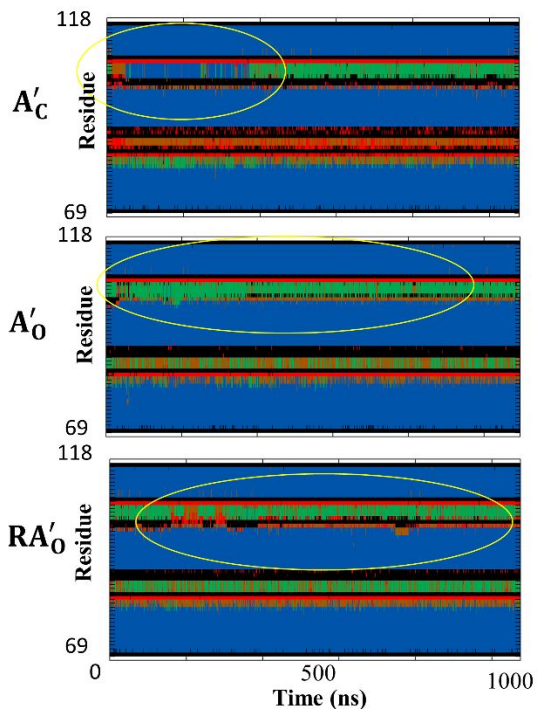 118
A′C
Residue
69
118
A′O
Residue
69
118
RA′O
Residue
69
0
500
1000
Time (ns)